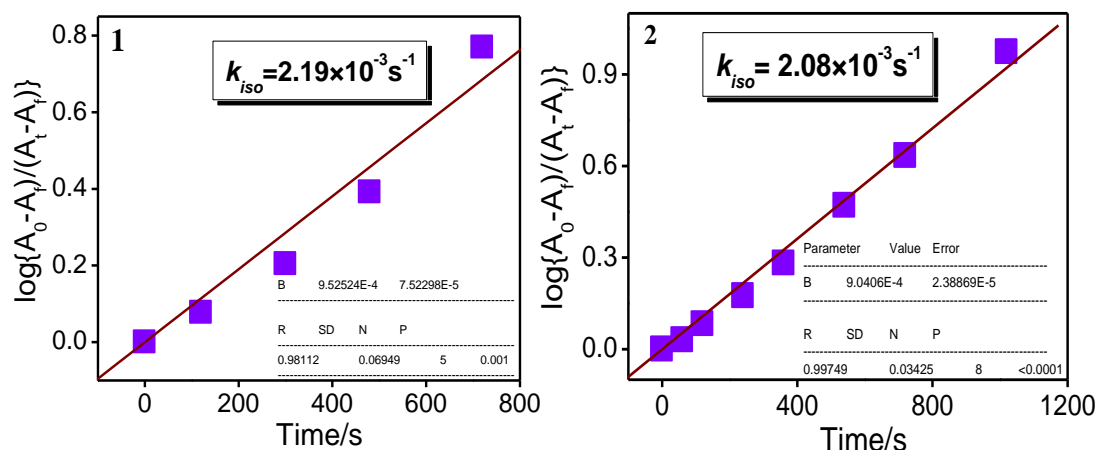 1
k_iso=2.19×10⁻³s⁻¹
log{A₀-A_f)/(A_t-A_f)}
0.8
0.6
0.4
0.2
0.0
B 9.52524E-4 7.52298E-5
R SD N P
0.98112 0.06949 5 0.001
0 200 400 600 800
Time/s
2
k_iso= 2.08×10⁻³s⁻¹
log{A₀-A_f)/(A_t-A_f)}
0.9
0.6
0.3
0.0
Parameter Value Error
B 9.0406E-4 2.38869E-5
R SD N P
0.99749 0.03425 8 <0.0001
0 400 800 1200
Time/s